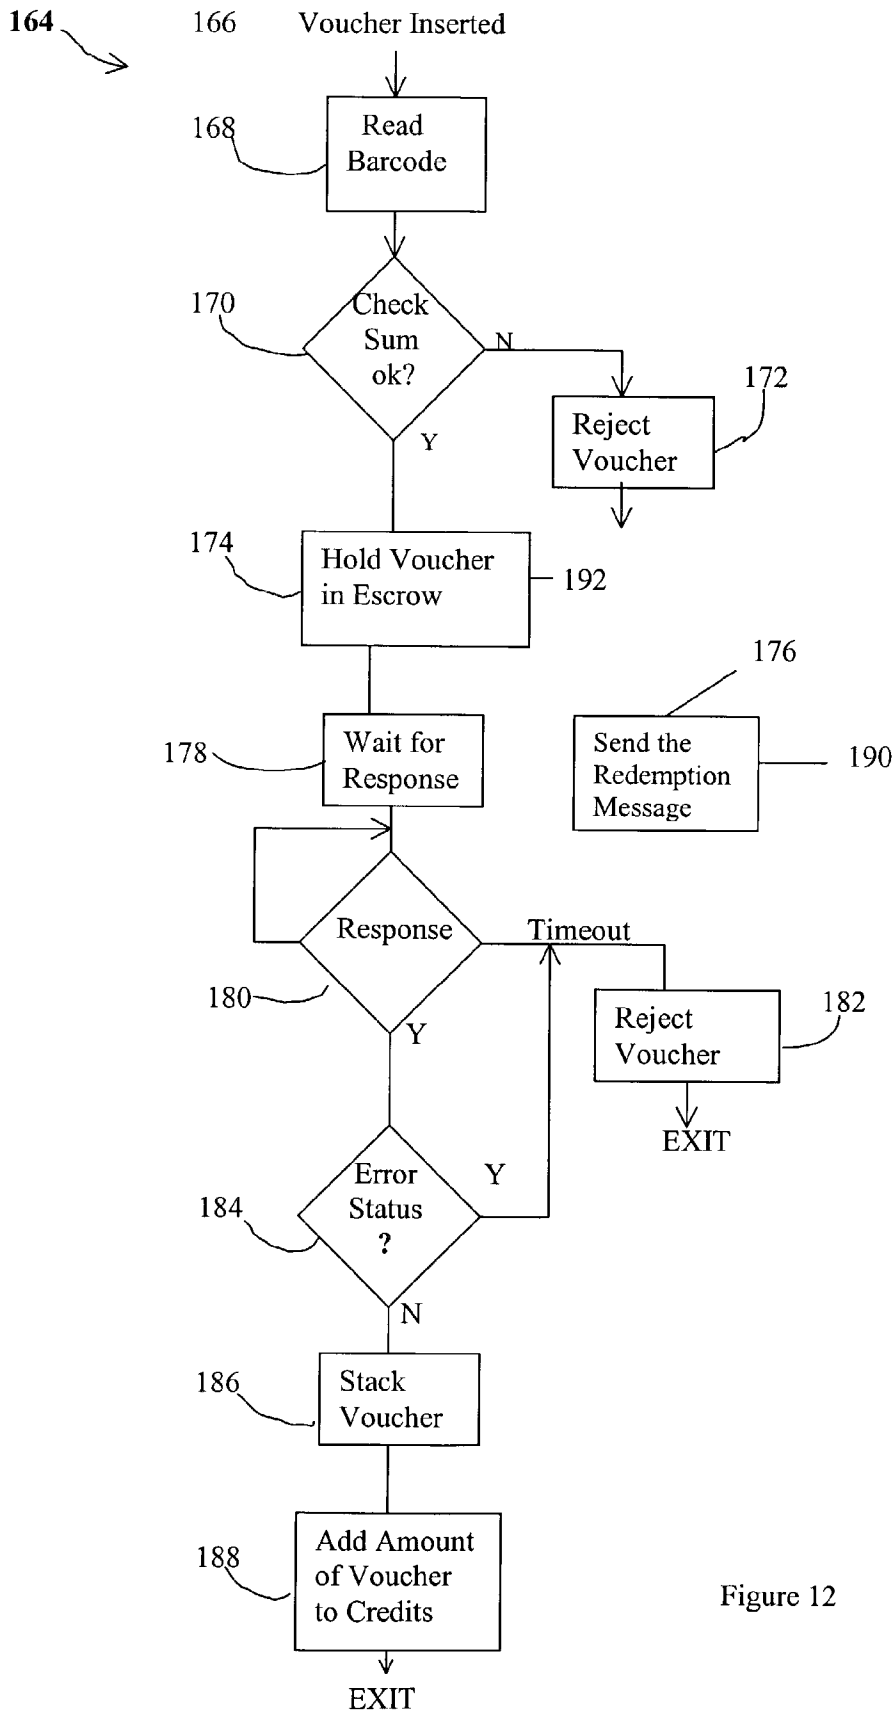 164
166 Voucher Inserted
168
Read
Barcode
170
Check
Sum
ok?
N
Y
172
Reject
Voucher
174
Hold Voucher
in Escrow
192
176
178
Wait for
Response
Send the
Redemption
Message
190
Response
Timeout
180
Y
Reject
Voucher
182
EXIT
184
Error
Status
?
Y
N
186
Stack
Voucher
188
Add Amount
of Voucher
to Credits
Figure 12
EXIT